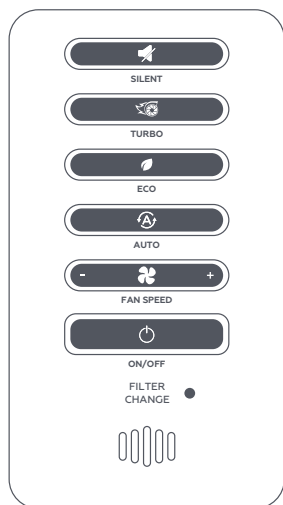 SILENT
TURBO
ECO
A
AUTO
- +
FAN SPEED
ON/OFF
FILTER
CHANGE